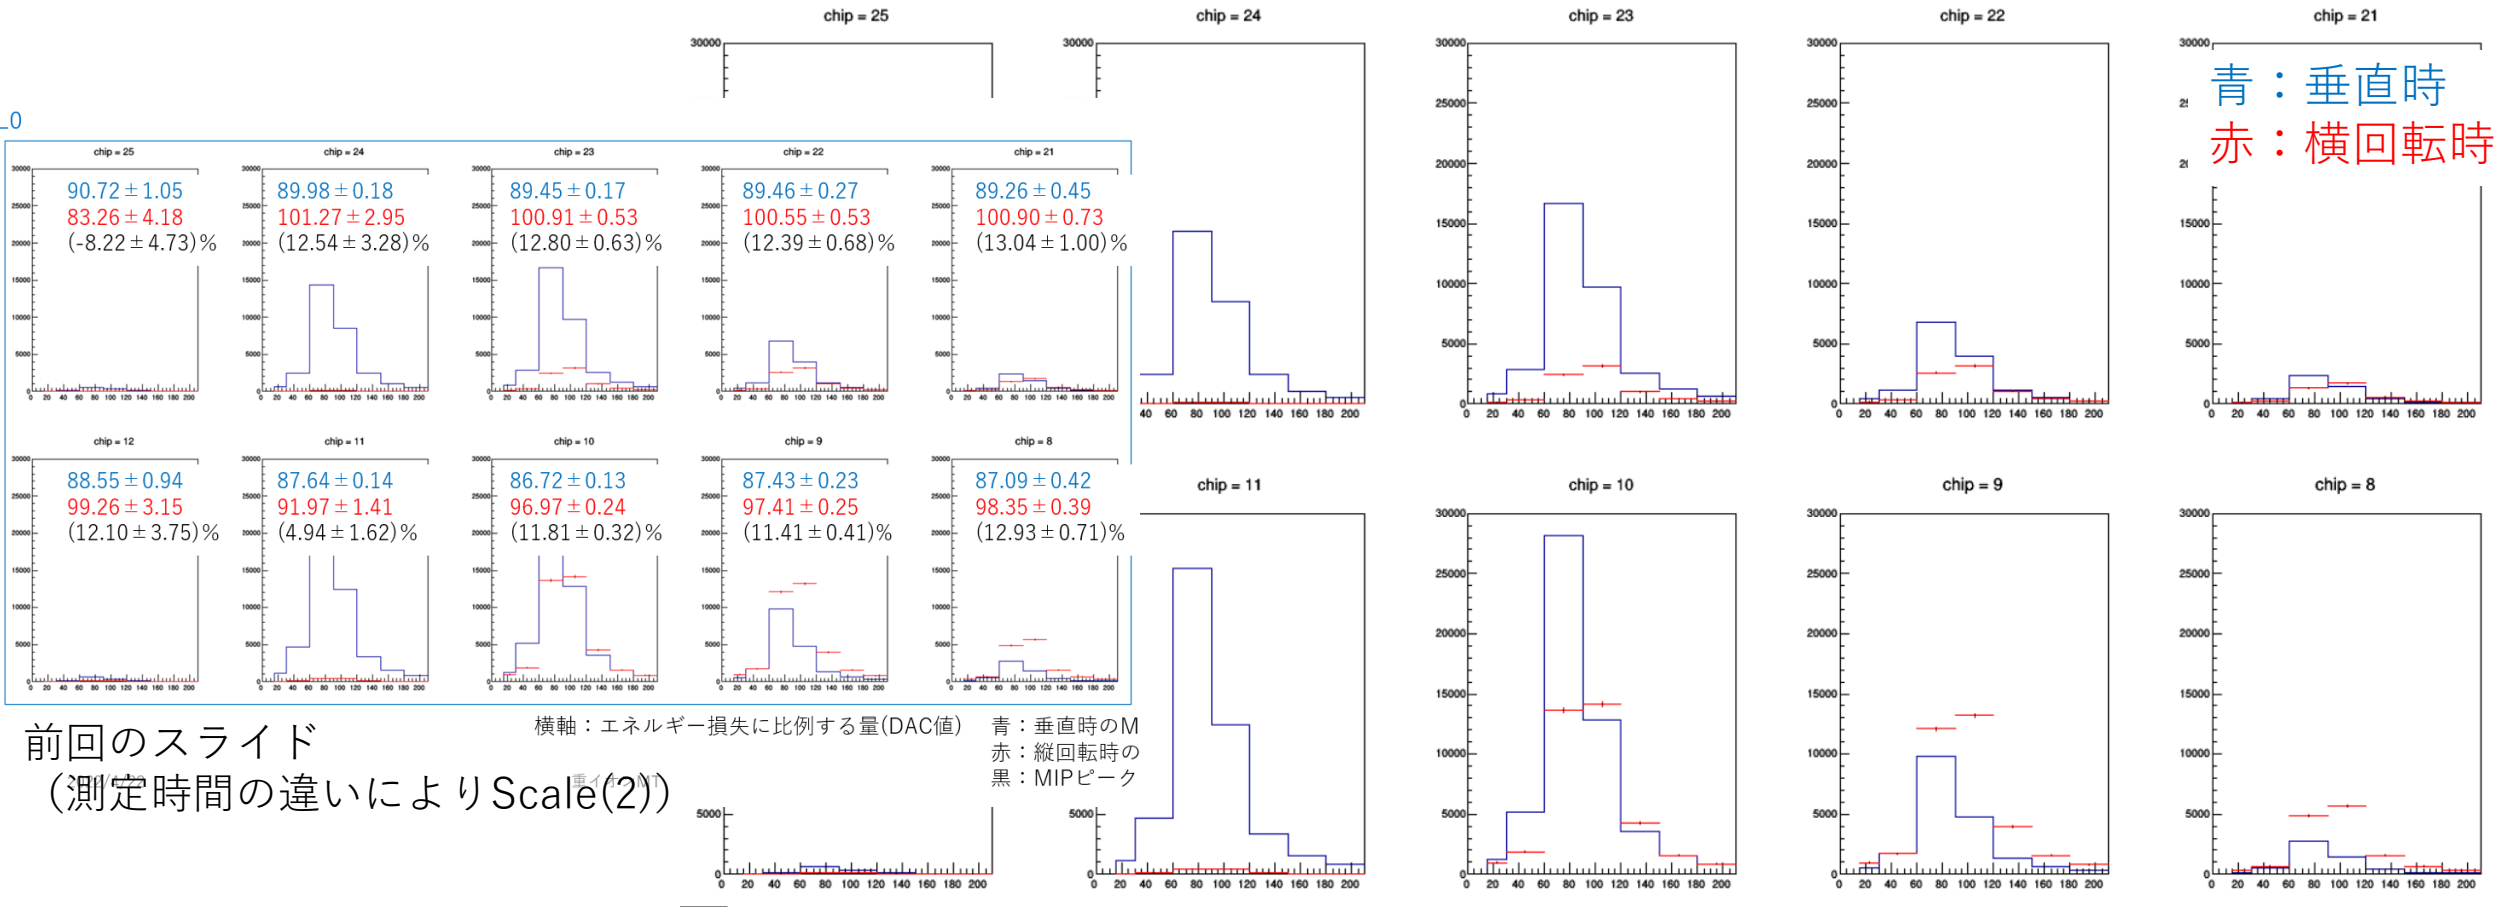 chip = 25
chip = 24
chip = 23
chip = 22
chip = 21
青：垂直時
赤：横回転時
_0
chip = 25
90.72±1.05
83.26±4.18
(-8.22±4.73)%
chip = 24
89.98±0.18
101.27±2.95
(12.54±3.28)%
chip = 23
89.45±0.17
100.91±0.53
(12.80±0.63)%
chip = 22
89.46±0.27
100.55±0.53
(12.39±0.68)%
chip = 21
89.26±0.45
100.90±0.73
(13.04±1.00)%
chip = 12
88.55±0.94
99.26±3.15
(12.10±3.75)%
chip = 11
87.64±0.14
91.97±1.41
(4.94±1.62)%
chip = 10
86.72±0.13
96.97±0.24
(11.81±0.32)%
chip = 9
87.43±0.23
97.41±0.25
(11.41±0.41)%
chip = 8
87.09±0.42
98.35±0.39
(12.93±0.71)%
chip = 11
chip = 10
chip = 9
chip = 8
横軸：エネルギー損失に比例する量(DAC値)
青：垂直時のM
赤：縦回転時の
黒：MIPピーク
前回のスライド
（測定時間の違いによりScale(2)）